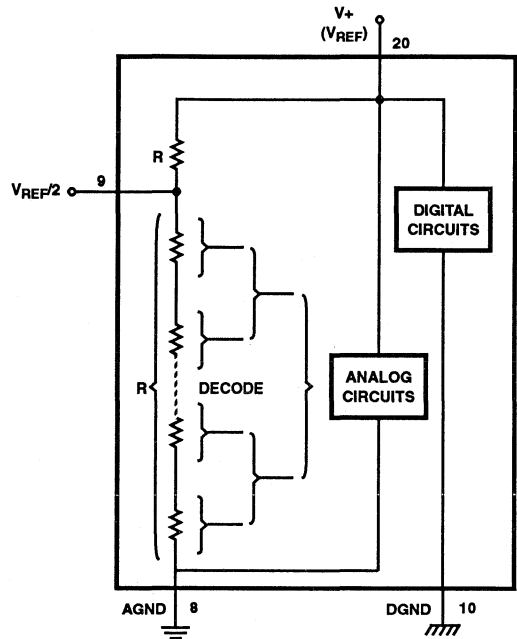 V+
(VREF)
20
R
9
VREF/2
DIGITAL
CIRCUITS
R
DECODE
ANALOG
CIRCUITS
AGND
8
DGND
10